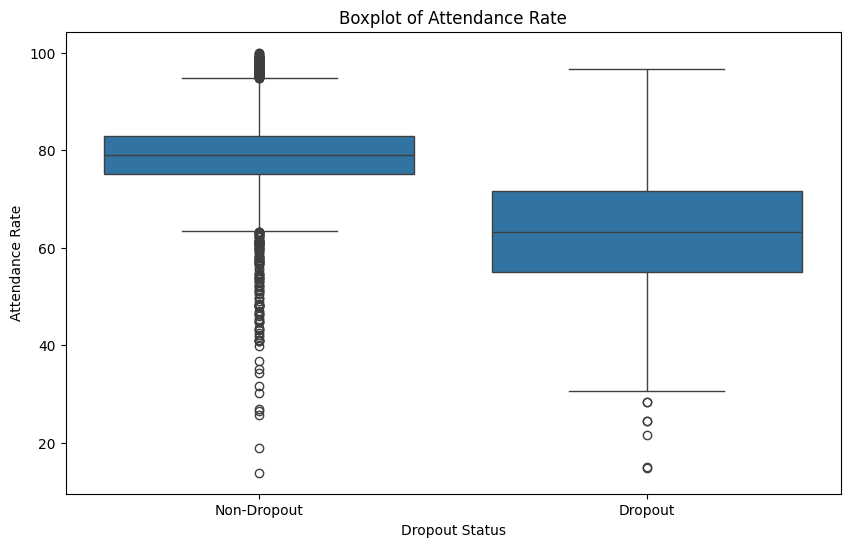 Boxplot of Attendance Rate
100
80
60
40
20
Attendance Rate
Non-Dropout
Dropout
Dropout Status